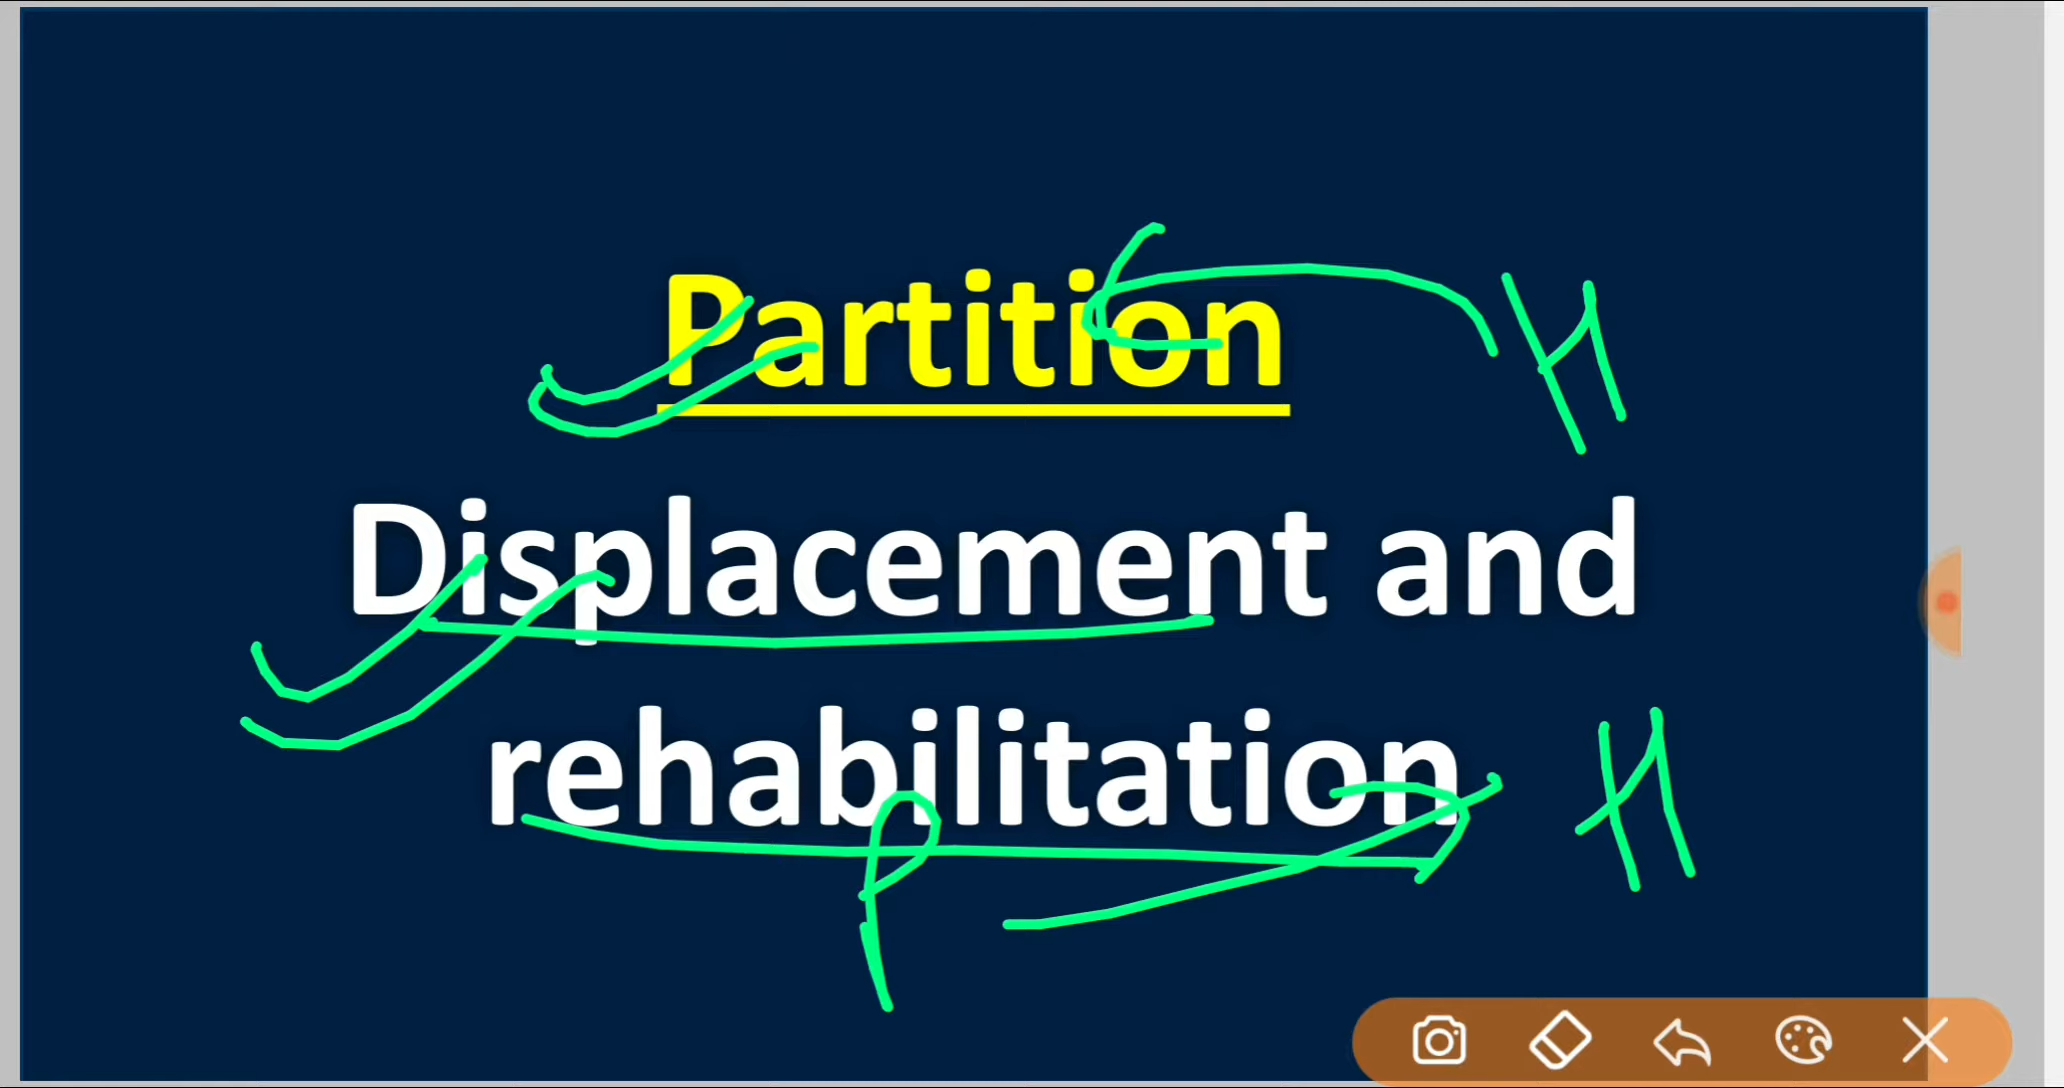 Partition
H
Displacement and
rehabilitation
H
P